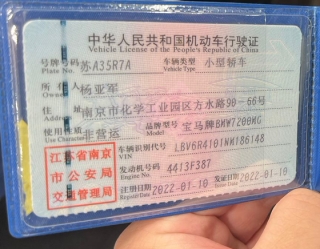 中华人民共和国机动车行驶证
Vehicle License of the People's Republic of China
号牌号码 苏A35R7A 车辆类型 小型轿车
Plate No. Vehicle Type
所有人 杨亚军
Owner
住址 南京市化学工业园区方水路90-66号
Address
使用性质 非营运 品牌型号 宝马牌BMW7200MG
Use Character Model
江苏省南京市公安局交通管理局
车辆识别代号 LBV6R4101NMK186148
VIN
发动机号码 4413F387
Engine No.
注册日期 2022-01-10 发证日期 2022-01-10
Register Date Issue Date